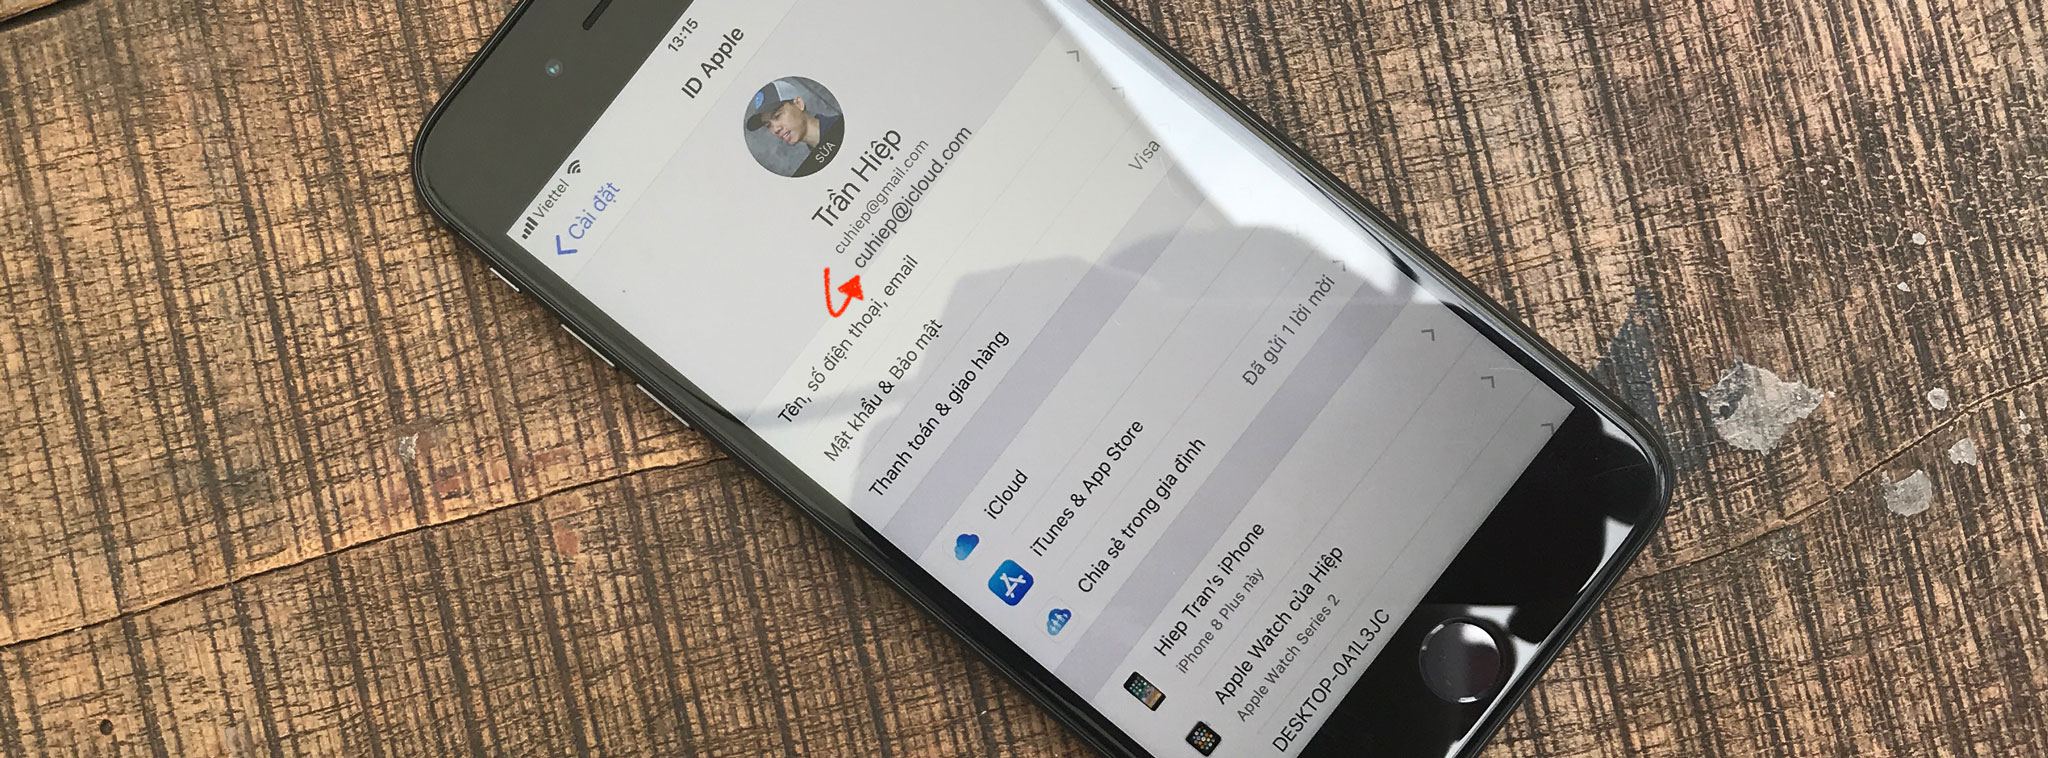 Viettel
13:15
Cài đặt
ID Apple
SỬA
Trần Hiệp
cuhiep@gmail.com
cuhiep@icloud.com
Tên, số điện thoại, email
Mật khẩu & Bảo mật
Thanh toán & giao hàng
Visa
iCloud
iTunes & App Store
Chia sẻ trong gia đình
Đã gửi 1 lời mời
Hiep Tran's iPhone
iPhone 8 Plus này
Apple Watch của Hiệp
Apple Watch Series 2
DESKTOP-0A1L3JC